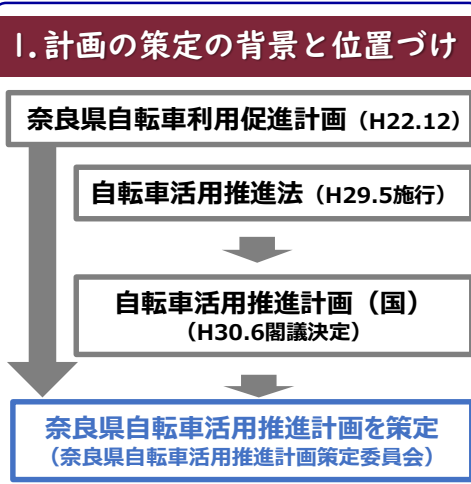 1.計画の策定の背景と位置づけ
奈良県自転車利用促進計画（H22.12）
自転車活用推進法（H29.5施行）
自転車活用推進計画（国）
（H30.6閣議決定）
奈良県自転車活用推進計画を策定
（奈良県自転車活用推進計画策定委員会）